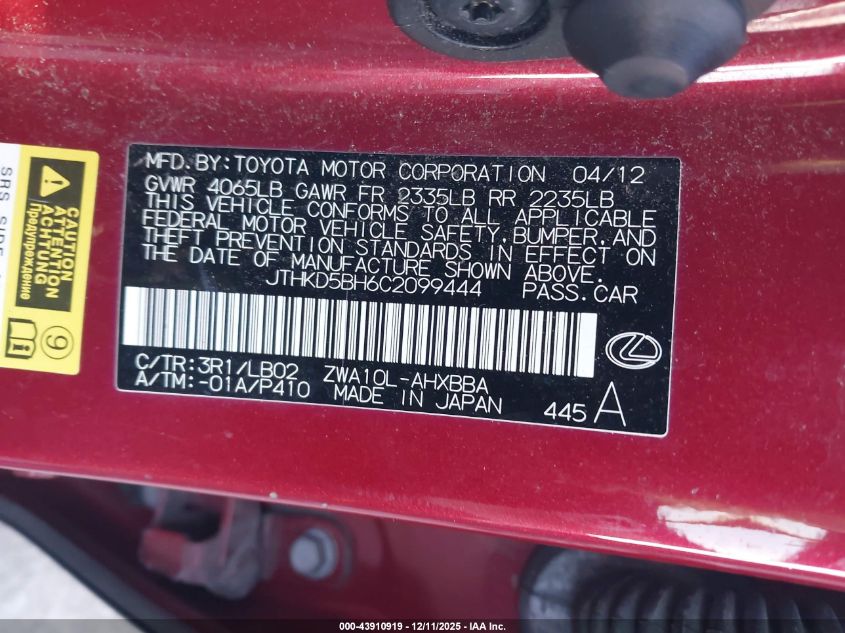 MFD. BY: TOYOTA MOTOR CORPORATION 04/12
GVWR 4065LB GAWR FR 2335LB RR 2235LB
THIS VEHICLE CONFORMS TO ALL APPLICABLE
FEDERAL MOTOR VEHICLE SAFETY, BUMPER, AND
THEFT PREVENTION STANDARDS IN EFFECT ON
THE DATE OF MANUFACTURE SHOWN ABOVE.
JTHKD5BH6C2099444 PASS. CAR
C/TR: 3R1/LB02 ZWA10L-AHXBBA
A/TM: -01A/P410 MADE IN JAPAN
445 A
SRS SIDE
CAUTION
ATTENTION
ACHTUNG
Предупреждение
9
000-43910919 - 12/11/2025 - IAA Inc.